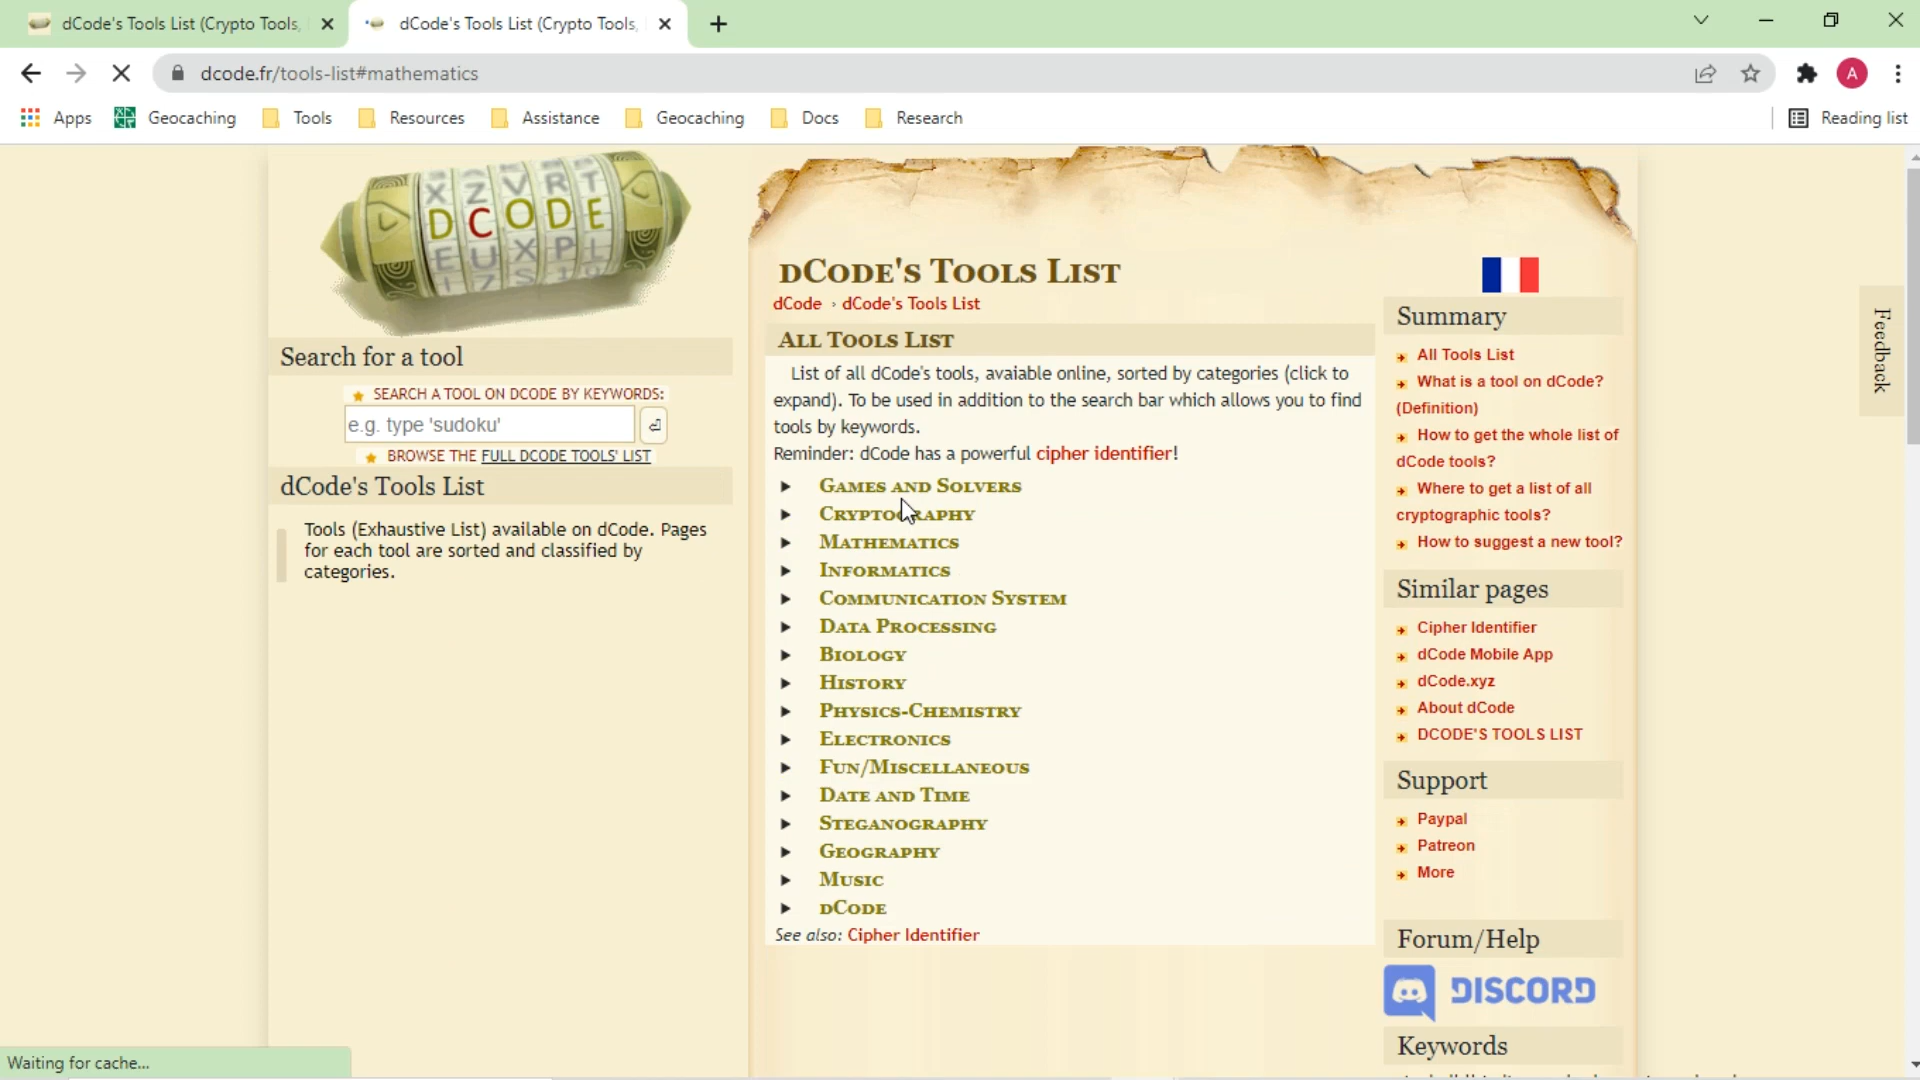 dCode's Tools List (Crypto Tools,
dCode's Tools List (Crypto Tools,
dcode.fr/tools-list#mathematics
A
Apps
Geocaching
Tools
Resources
Assistance
Geocaching
Docs
Research
Reading list
X Z V R T
D C O D E
E U X P L
Search for a tool
SEARCH A TOOL ON DCODE BY KEYWORDS:
e.g. type 'sudoku'
BROWSE THE FULL DCODE TOOLS' LIST
dCode's Tools List
Tools (Exhaustive List) available on dCode. Pages
for each tool are sorted and classified by
categories.
dCode's Tools List
dCode › dCode's Tools List
All Tools List
List of all dCode's tools, avaiable online, sorted by categories (click to
expand). To be used in addition to the search bar which allows you to find
tools by keywords.
Reminder: dCode has a powerful cipher identifier!
Games and Solvers
Cryptography
Mathematics
Informatics
Communication System
Data Processing
Biology
History
Physics-Chemistry
Electronics
Fun/Miscellaneous
Date and Time
Steganography
Geography
Music
dCode
See also: Cipher Identifier
Summary
All Tools List
What is a tool on dCode?
(Definition)
How to get the whole list of
dCode tools?
Where to get a list of all
cryptographic tools?
How to suggest a new tool?
Similar pages
Cipher Identifier
dCode Mobile App
dCode.xyz
About dCode
DCODE'S TOOLS LIST
Support
Paypal
Patreon
More
Forum/Help
DISCORD
Keywords
Feedback
Waiting for cache...